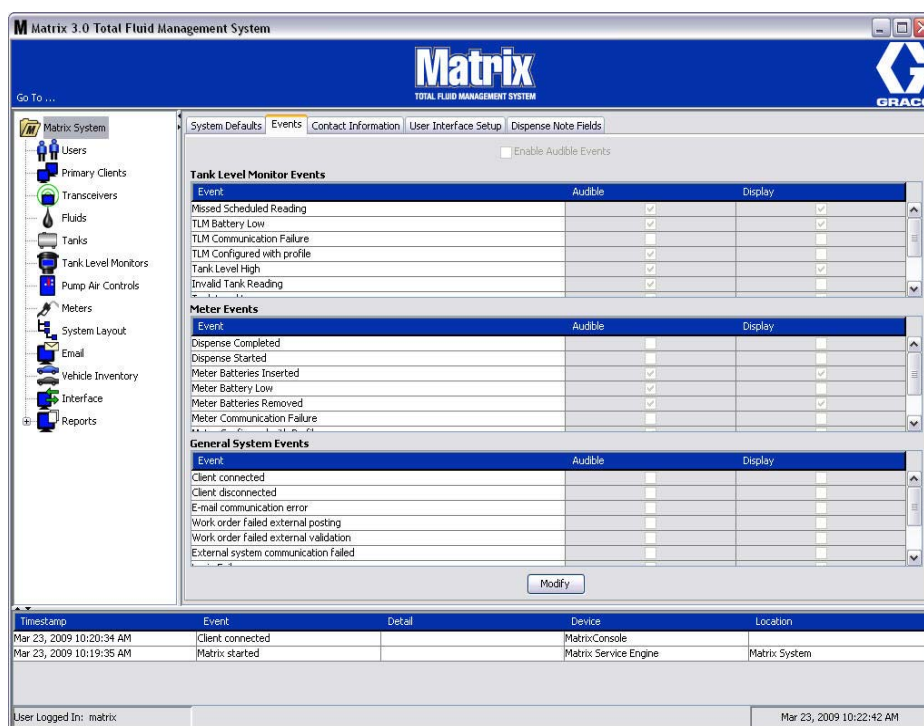 Matrix 3.0 Total Fluid Management System
Matrix
TOTAL FLUID MANAGEMENT SYSTEM
Go To ...
GRACO
Matrix System
Users
Primary Clients
Transceivers
Fluids
Tanks
Tank Level Monitors
Pump Air Controls
Meters
System Layout
Email
Vehicle Inventory
Interface
Reports
System Defaults Events Contact Information User Interface Setup Dispense Note Fields
Enable Audible Events
Tank Level Monitor Events
Event Audible Display
Missed Scheduled Reading
TLM Battery Low
TLM Communication Failure
TLM Configured with profile
Tank Level High
Invalid Tank Reading
Meter Events
Event Audible Display
Dispense Completed
Dispense Started
Meter Batteries Inserted
Meter Battery Low
Meter Batteries Removed
Meter Communication Failure
General System Events
Event Audible Display
Client connected
Client disconnected
E-mail communication error
Work order failed external posting
Work order failed external validation
External system communication failed
Modify
Timestamp Event Detail Device Location
Mar 23, 2009 10:20:34 AM Client connected MatrixConsole
Mar 23, 2009 10:19:35 AM Matrix started Matrix Service Engine Matrix System
User Logged In: matrix
Mar 23, 2009 10:22:42 AM